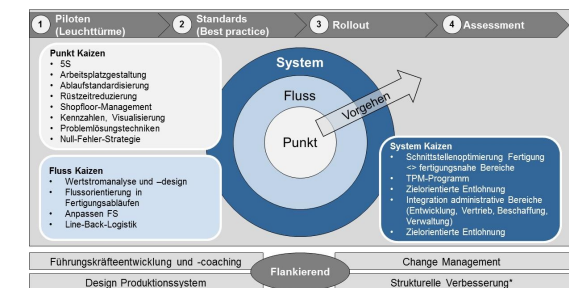 1 Piloten
(Leuchttürme)
2 Standards
(Best practice)
3 Rollout
4 Assessment
Punkt Kaizen
• 5S
• Arbeitsplatzgestaltung
• Ablaufstandardisierung
• Rüstzeitreduzierung
• Shopfloor-Management
• Kennzahlen, Visualisierung
• Problemlösungstechniken
• Null-Fehler-Strategie
System
Fluss
Punkt
Vorgehen
Fluss Kaizen
• Wertstromanalyse und –design
• Flussorientierung in
Fertigungsabläufen
• Anpassen FS
• Line-Back-Logistik
System Kaizen
• Schnittstellenoptimierung Fertigung
<> fertigungsnahe Bereiche
• TPM-Programm
• Zielorientierte Entlohnung
• Integration administrative Bereiche
(Entwicklung, Vertrieb, Beschaffung,
Verwaltung)
• Zielorientierte Entlohnung
Führungskräfteentwicklung und -coaching
Flankierend
Change Management
Design Produktionssystem
Strukturelle Verbesserung*